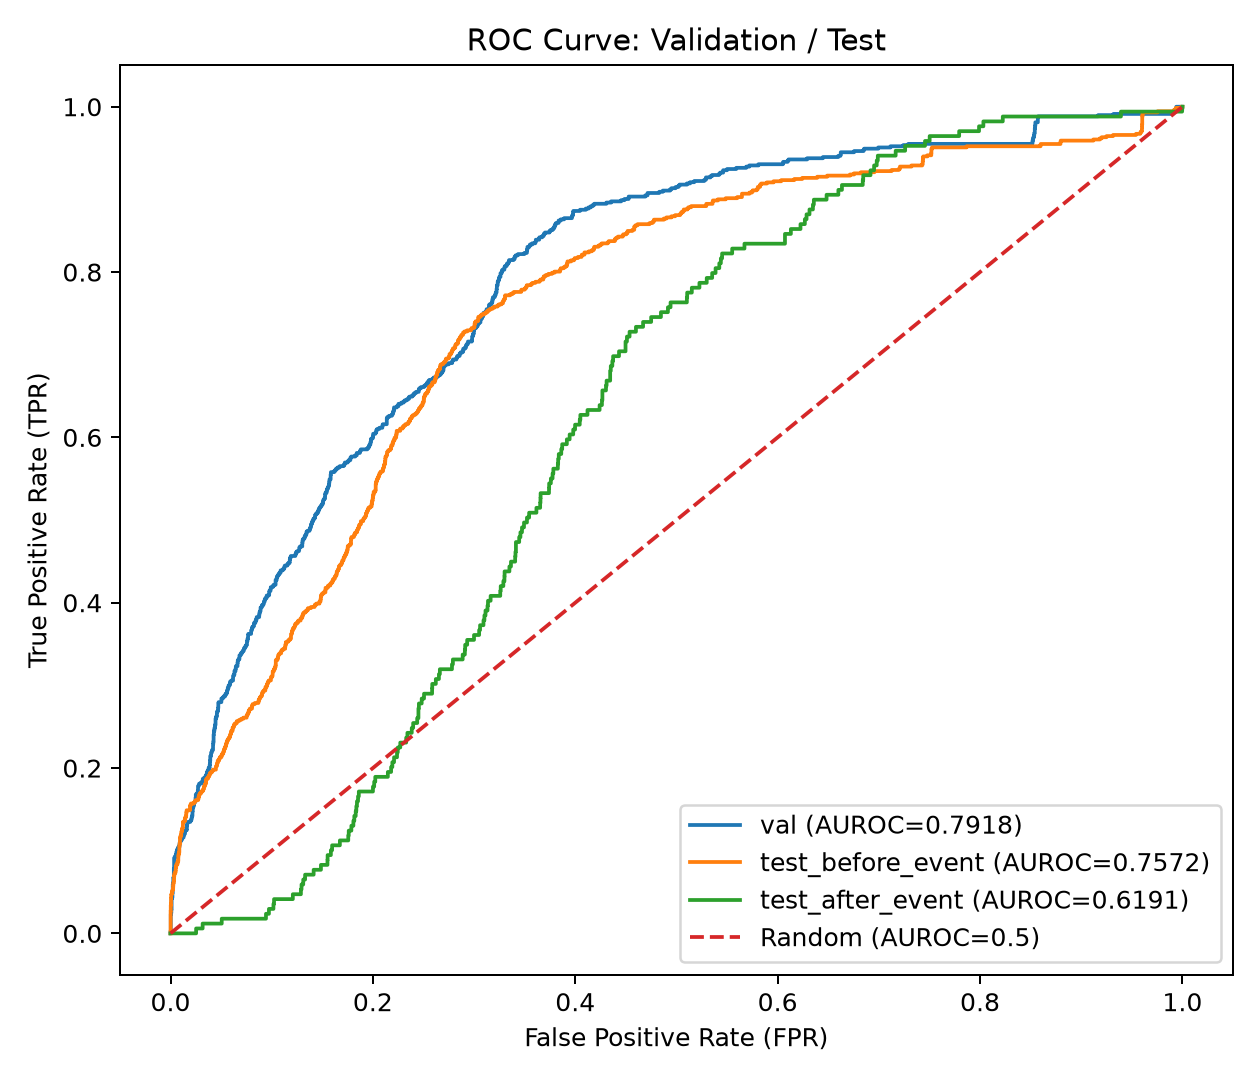 ROC Curve: Validation / Test
True Positive Rate (TPR)
1.0
0.8
0.6
0.4
0.2
0.0
0.0 0.2 0.4 0.6 0.8 1.0
False Positive Rate (FPR)
val (AUROC=0.7918)
test_before_event (AUROC=0.7572)
test_after_event (AUROC=0.6191)
Random (AUROC=0.5)